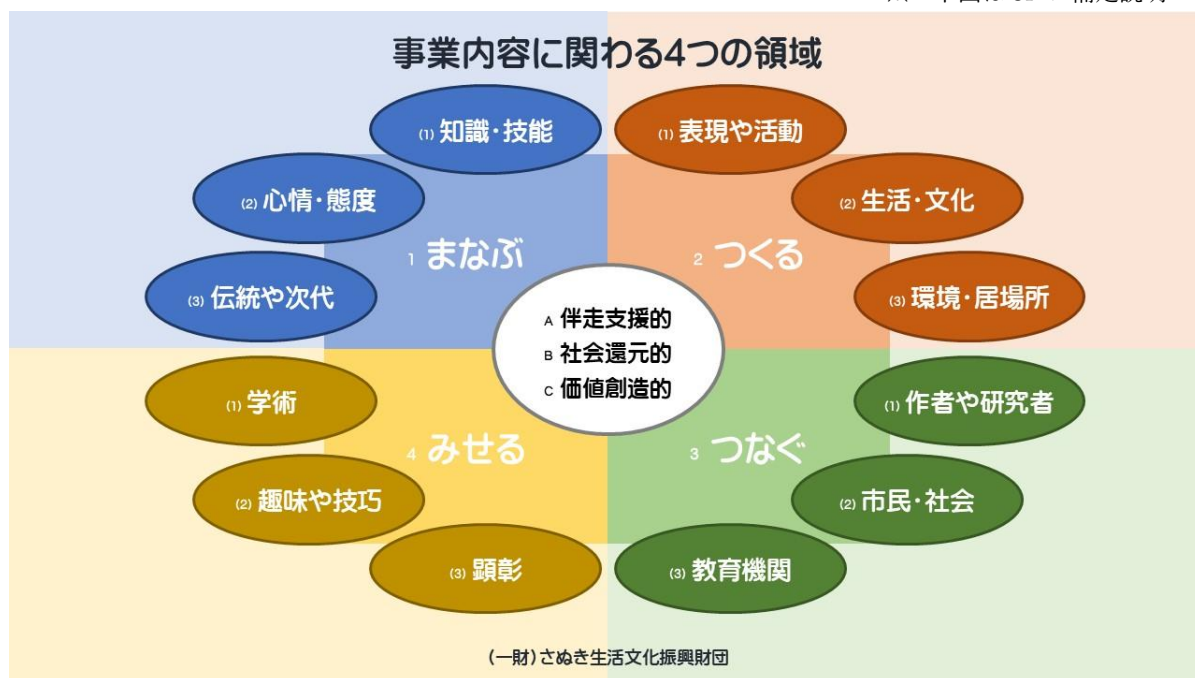 事業内容に関わる4つの領域
(1) 知識・技能
(2) 心情・態度
(3) 伝統や次代
1 まなぶ
(1) 表現や活動
(2) 生活・文化
(3) 環境・居場所
2 つくる
A 伴走支援的
B 社会還元的
C 価値創造的
(1) 学術
(2) 趣味や技巧
(3) 顕彰
4 みせる
(1) 作者や研究者
(2) 市民・社会
(3) 教育機関
3 つなぐ
(一財)さぬき生活文化振興財団